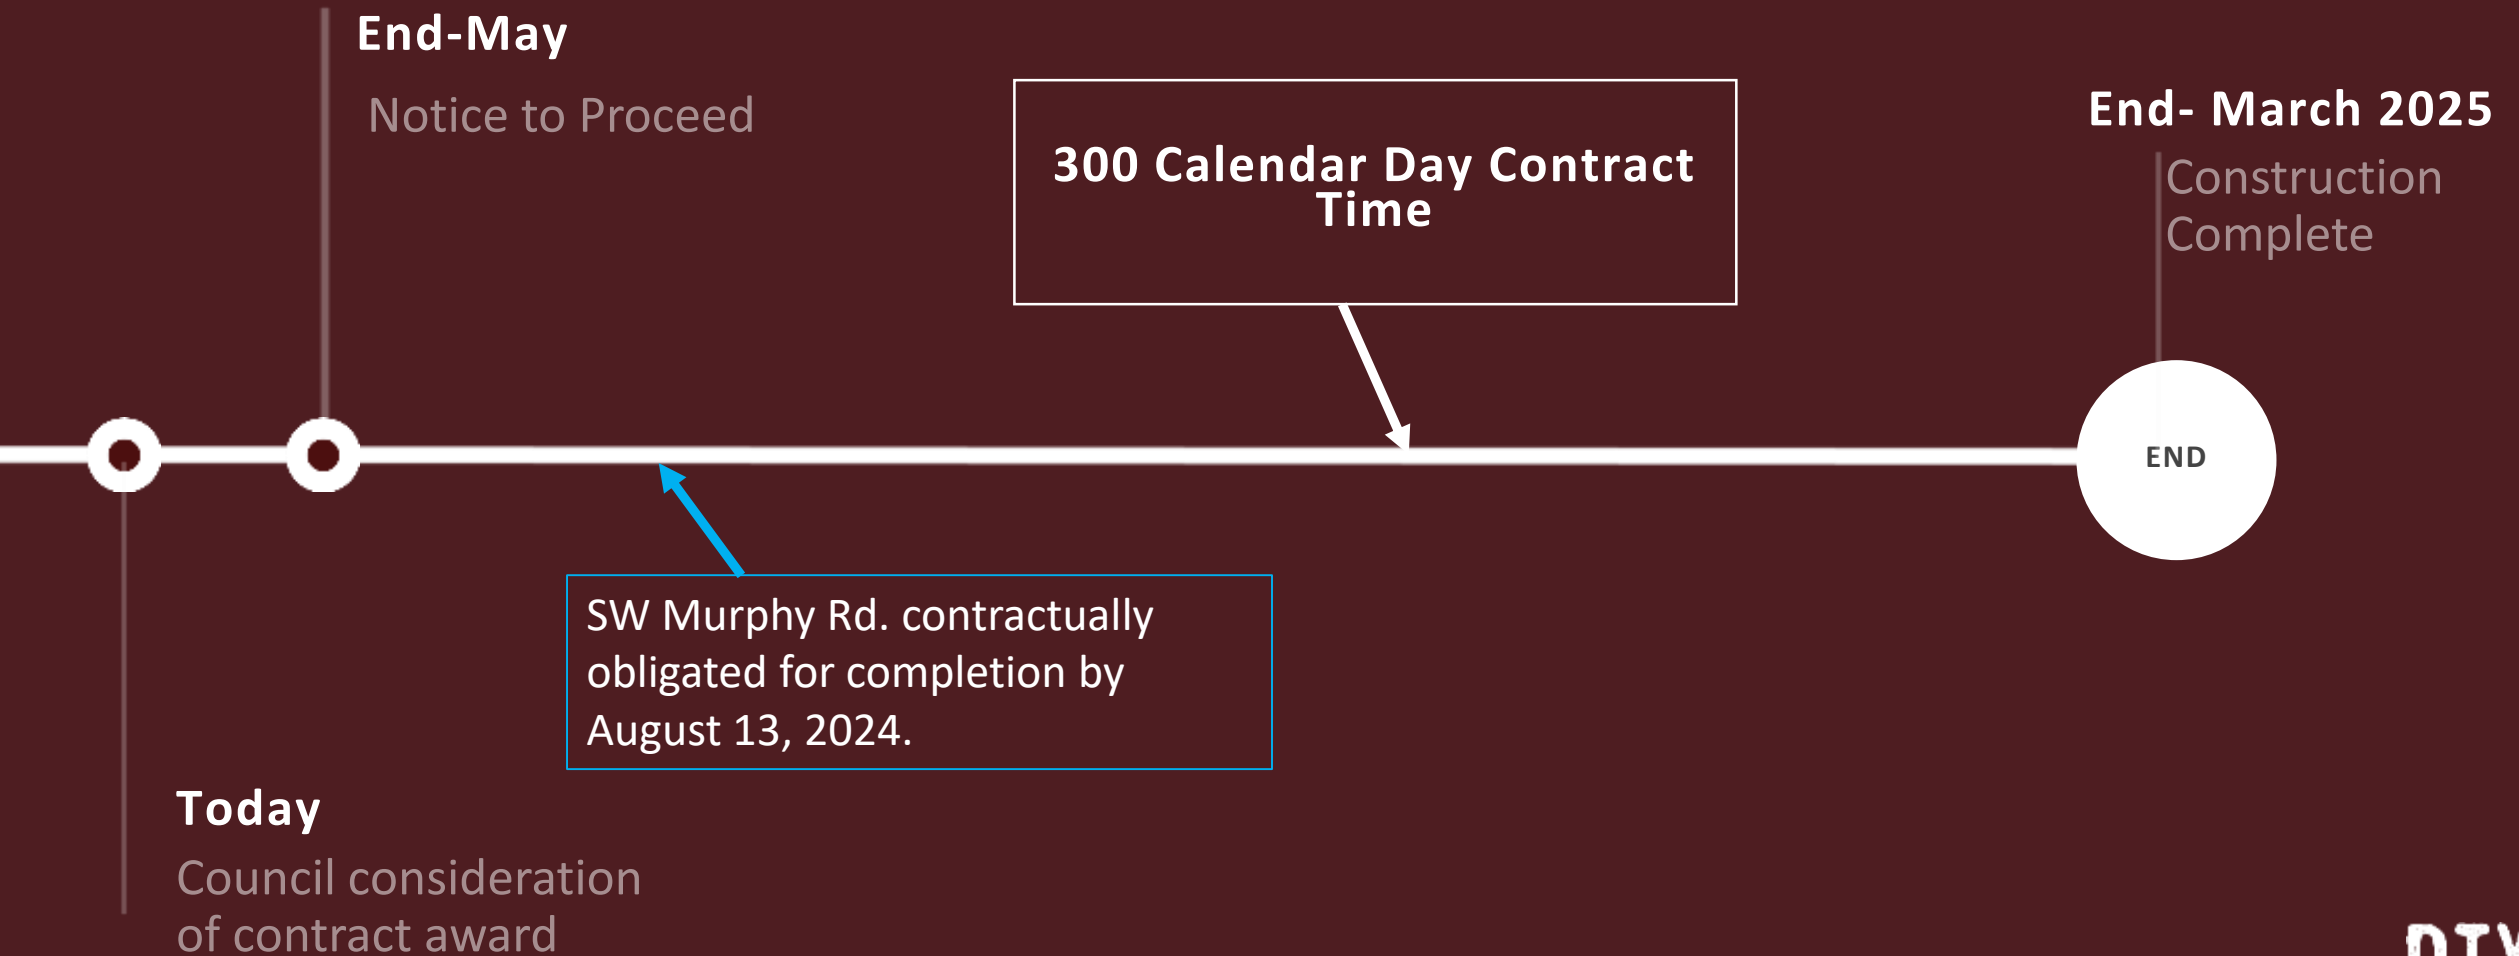 End-May
Notice to Proceed
300 Calendar Day Contract
Time
End- March 2025
Construction
Complete
END
SW Murphy Rd. contractually
obligated for completion by
August 13, 2024.
Today
Council consideration
of contract award